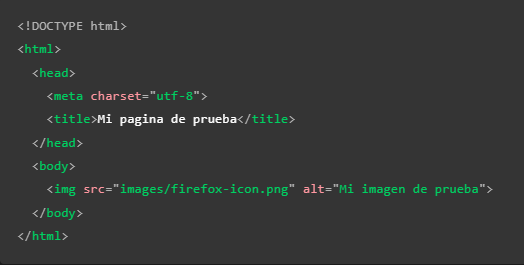 <!DOCTYPE html>
<html>
<head>
<meta charset="utf-8">
<title>Mi pagina de prueba</title>
</head>
<body>
<img src="images/firefox-icon.png" alt="Mi imagen de prueba">
</body>
</html>